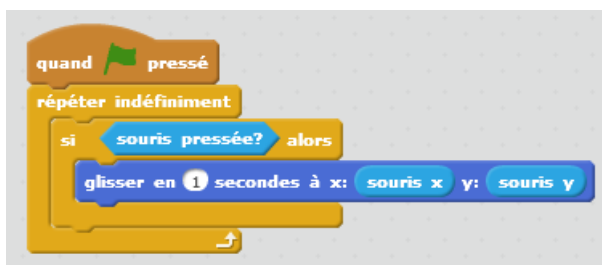 quand pressé
répéter indéfiniment
si souris pressée? alors
glisser en 1 secondes à x: souris x y: souris y